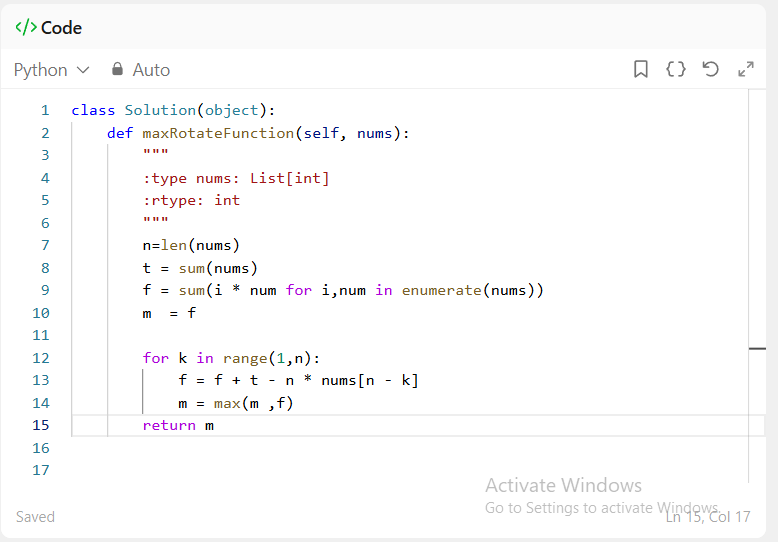 </> Code
Python Auto
1 class Solution(object):
2     def maxRotateFunction(self, nums):
3         """
4         :type nums: List[int]
5         :rtype: int
6         """
7         n=len(nums)
8         t = sum(nums)
9         f = sum(i * num for i,num in enumerate(nums))
10         m  = f
11
12         for k in range(1,n):
13             f = f + t - n * nums[n - k]
14             m = max(m ,f)
15         return m
16
17
Activate Windows
Go to Settings to activate Windows.
Saved Ln 15, Col 17